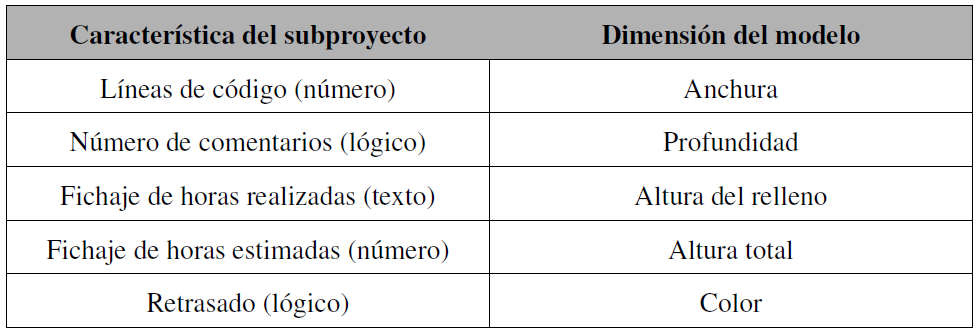 Característica del subproyecto Dimensión del modelo
Líneas de código (número) Anchura
Número de comentarios (lógico) Profundidad
Fichaje de horas realizadas (texto) Altura del relleno
Fichaje de horas estimadas (número) Altura total
Retrasado (lógico) Color